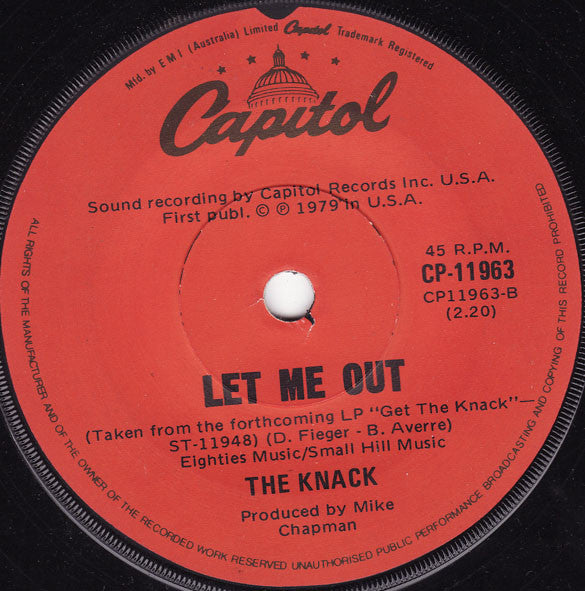 Mfd. by E M I (Australia) Limited Capitol Trademark Registered
Capitol
Sound recording by Capitol Records Inc. U.S.A.
First publ. © ℗ 1979 in U.S.A.
45 R.P.M.
CP-11963
CP11963-B
(2.20)
LET ME OUT
(Taken from the forthcoming LP “Get The Knack”—
ST-11948) (D. Fieger - B. Averre)
Eighties Music/Small Hill Music
THE KNACK
Produced by Mike
Chapman
ALL RIGHTS OF THE MANUFACTURER AND OF THE OWNER OF THE RECORDED WORK RESERVED UNAUTHORISED PUBLIC PERFORMANCE BROADCASTING AND COPYING OF THIS RECORD PROHIBITED